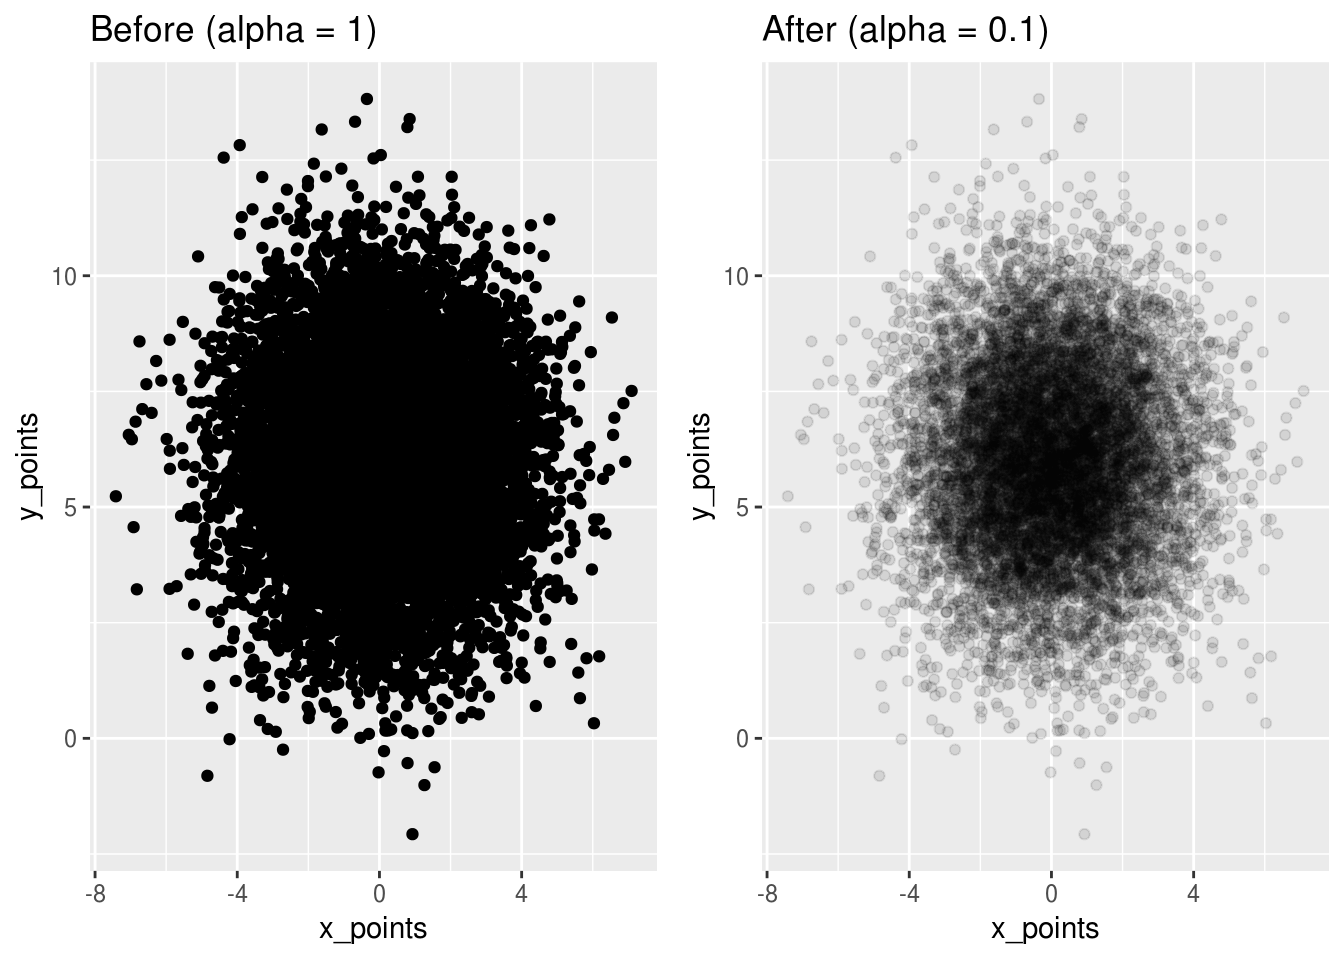 Before (alpha = 1)
y_points
10
5
0
-8
-4
0
4
x_points
After (alpha = 0.1)
y_points
10
5
0
-8
-4
0
4
x_points